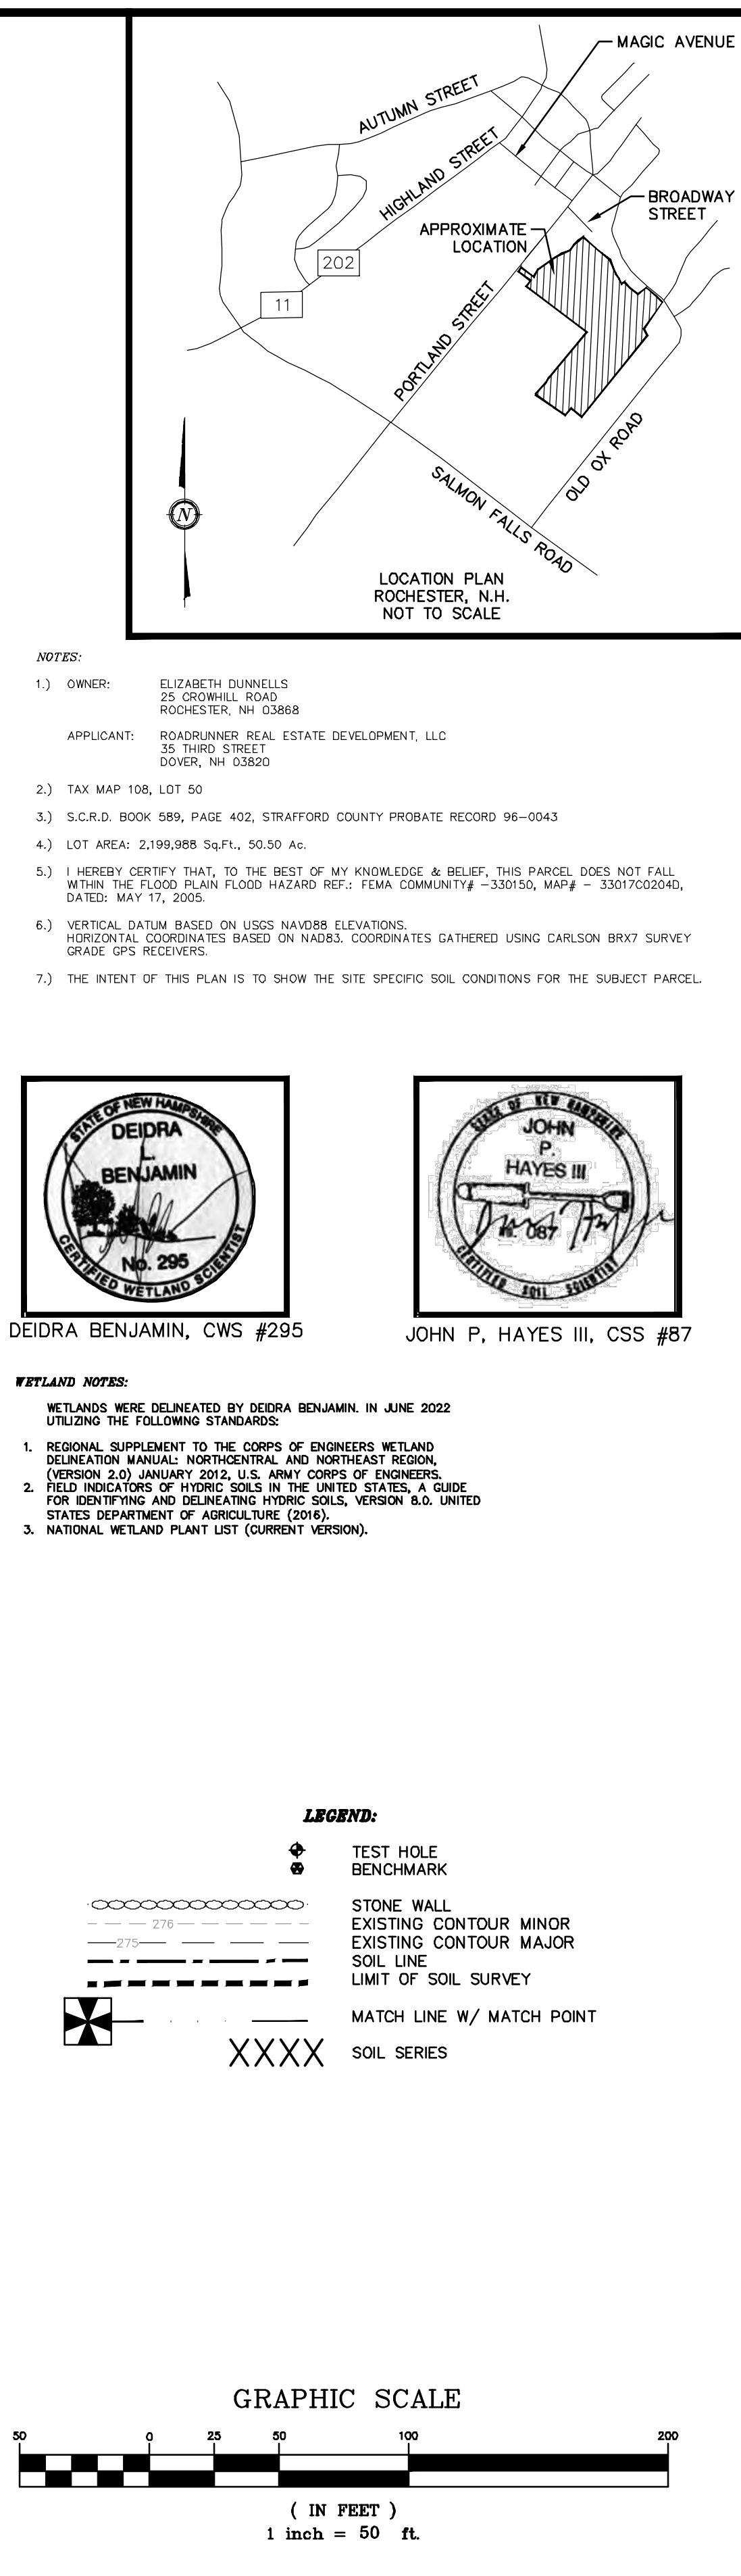 MAGIC AVENUE
AUTUMN STREET
HIGHLAND STREET
BROADWAY
STREET
APPROXIMATE
LOCATION
202
11
PORTLAND STREET
OLD OX ROAD
SALMON FALLS ROAD
N
LOCATION PLAN
ROCHESTER, N.H.
NOT TO SCALE
NOTES:
1.) OWNER: ELIZABETH DUNNELLS
25 CROWHILL ROAD
ROCHESTER, NH 03868
APPLICANT: ROADRUNNER REAL ESTATE DEVELOPMENT, LLC
35 THIRD STREET
DOVER, NH 03820
2.) TAX MAP 108, LOT 50
3.) S.C.R.D. BOOK 589, PAGE 402, STRAFFORD COUNTY PROBATE RECORD 96-0043
4.) LOT AREA: 2,199,988 Sq.Ft., 50.50 Ac.
5.) I HEREBY CERTIFY THAT, TO THE BEST OF MY KNOWLEDGE & BELIEF, THIS PARCEL DOES NOT FALL
WITHIN THE FLOOD PLAIN FLOOD HAZARD REF.: FEMA COMMUNITY# -330150, MAP# - 33017C0204D,
DATED: MAY 17, 2005.
6.) VERTICAL DATUM BASED ON USGS NAVD88 ELEVATIONS.
HORIZONTAL COORDINATES BASED ON NAD83. COORDINATES GATHERED USING CARLSON BRX7 SURVEY
GRADE GPS RECEIVERS.
7.) THE INTENT OF THIS PLAN IS TO SHOW THE SITE SPECIFIC SOIL CONDITIONS FOR THE SUBJECT PARCEL.
STATE OF NEW HAMPSHIRE
DEIDRA
L.
BENJAMIN
No. 295
CERTIFIED WETLAND SCIENTIST
STATE OF NEW HAMPSHIRE
JOHN
P.
HAYES III
087
CERTIFIED SOIL SCIENTIST
DEIDRA BENJAMIN, CWS #295
JOHN P, HAYES III, CSS #87
WETLAND NOTES:
WETLANDS WERE DELINEATED BY DEIDRA BENJAMIN. IN JUNE 2022
UTILIZING THE FOLLOWING STANDARDS:
1. REGIONAL SUPPLEMENT TO THE CORPS OF ENGINEERS WETLAND
DELINEATION MANUAL: NORTHCENTRAL AND NORTHEAST REGION,
(VERSION 2.0) JANUARY 2012, U.S. ARMY CORPS OF ENGINEERS.
2. FIELD INDICATORS OF HYDRIC SOILS IN THE UNITED STATES, A GUIDE
FOR IDENTIFYING AND DELINEATING HYDRIC SOILS, VERSION 8.0. UNITED
STATES DEPARTMENT OF AGRICULTURE (2016).
3. NATIONAL WETLAND PLANT LIST (CURRENT VERSION).
LEGEND:
TEST HOLE
BENCHMARK
STONE WALL
276 EXISTING CONTOUR MINOR
275 EXISTING CONTOUR MAJOR
SOIL LINE
LIMIT OF SOIL SURVEY
MATCH LINE W/ MATCH POINT
XXXX SOIL SERIES
GRAPHIC SCALE
50 0 25 50 100 200
( IN FEET )
1 inch = 50 ft.